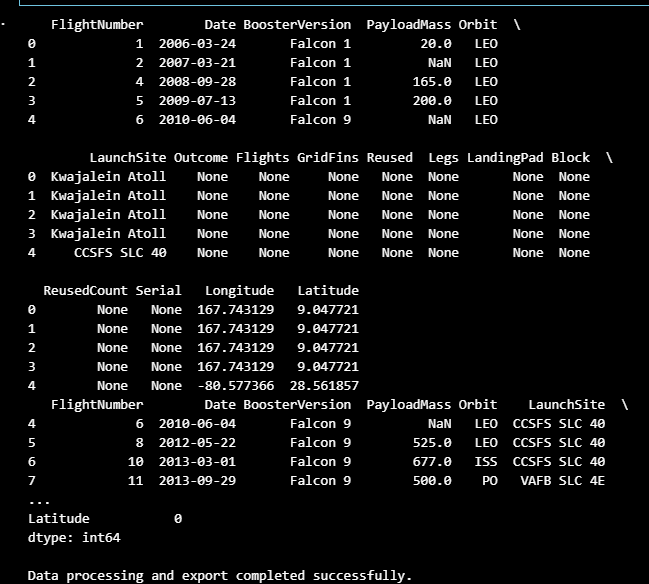 FlightNumber Date BoosterVersion PayloadMass Orbit \
0 1 2006-03-24 Falcon 1 20.0 LEO
1 2 2007-03-21 Falcon 1 NaN LEO
2 4 2008-09-28 Falcon 1 165.0 LEO
3 5 2009-07-13 Falcon 1 200.0 LEO
4 6 2010-06-04 Falcon 9 NaN LEO
LaunchSite Outcome Flights GridFins Reused Legs LandingPad Block \
0 Kwajalein Atoll None None None None None None None
1 Kwajalein Atoll None None None None None None None
2 Kwajalein Atoll None None None None None None None
3 Kwajalein Atoll None None None None None None None
4 CCSFS SLC 40 None None None None None None None
ReusedCount Serial Longitude Latitude
0 None None 167.743129 9.047721
1 None None 167.743129 9.047721
2 None None 167.743129 9.047721
3 None None 167.743129 9.047721
4 None None -80.577366 28.561857
FlightNumber Date BoosterVersion PayloadMass Orbit LaunchSite \
4 6 2010-06-04 Falcon 9 NaN LEO CCSFS SLC 40
5 8 2012-05-22 Falcon 9 525.0 LEO CCSFS SLC 40
6 10 2013-03-01 Falcon 9 677.0 ISS CCSFS SLC 40
7 11 2013-09-29 Falcon 9 500.0 PO VAFB SLC 4E
...
Latitude 0
dtype: int64
Data processing and export completed successfully.